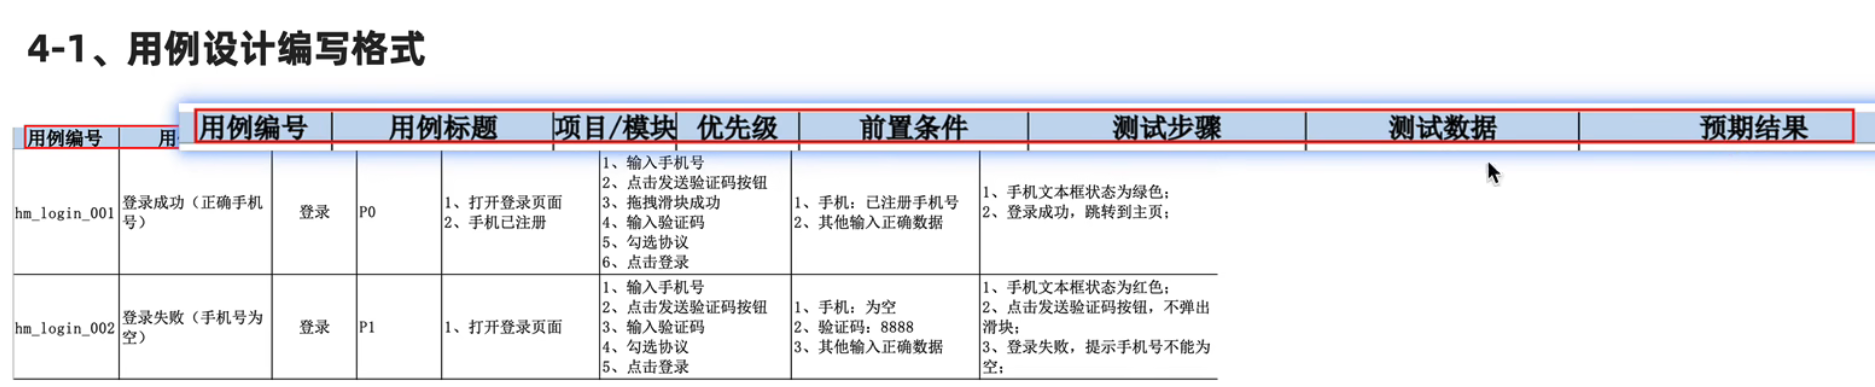 4-1、用例设计编写格式
用例编号 用例标题 项目/模块 优先级 前置条件 测试步骤 测试数据 预期结果
用例编号 用
hm_login_001
登录成功（正确手机
号）
登录
P0
1、打开登录页面
2、手机已注册
1、输入手机号
2、点击发送验证码按钮
3、拖拽滑块成功
4、输入验证码
5、勾选协议
6、点击登录
1、手机：已注册手机号
2、其他输入正确数据
1、手机文本框状态为绿色；
2、登录成功，跳转到主页；
hm_login_002
登录失败（手机号为
空）
登录
P1
1、打开登录页面
1、输入手机号
2、点击发送验证码按钮
3、输入验证码
4、勾选协议
5、点击登录
1、手机：为空
2、验证码：8888
3、其他输入正确数据
1、手机文本框状态为红色；
2、点击发送验证码按钮，不弹出
滑块；
3、登录失败，提示手机号不能为
空；